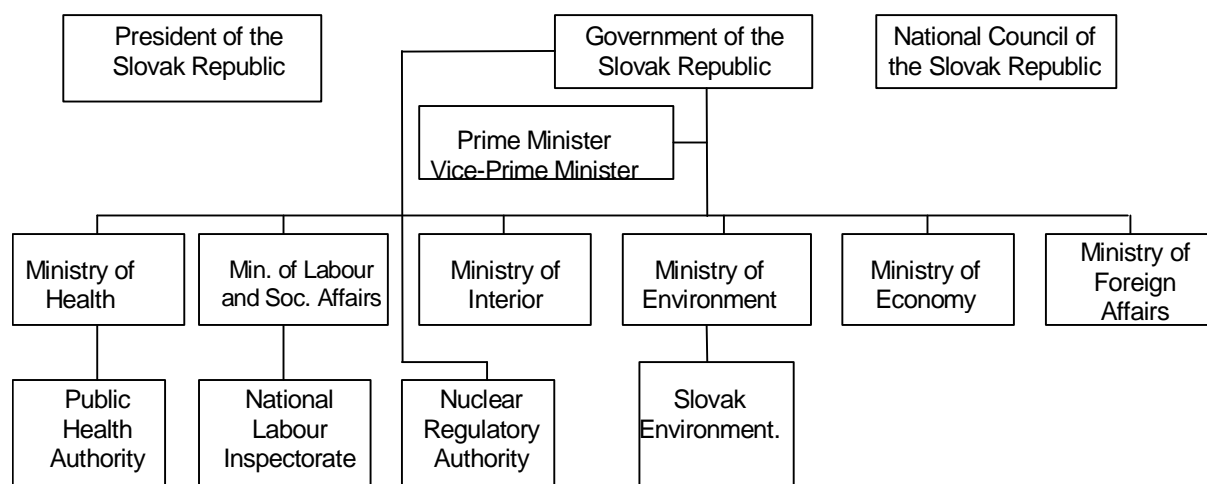 President of the
Slovak Republic
Government of the
Slovak Republic
National Council of
the Slovak Republic
Prime Minister
Vice-Prime Minister
Ministry of
Health
Min. of Labour
and Soc. Affairs
Ministry of
Interior
Ministry of
Environment
Ministry of
Economy
Ministry of
Foreign
Affairs
Public
Health
Authority
National
Labour
Inspectorate
Nuclear
Regulatory
Authority
Slovak
Environment.